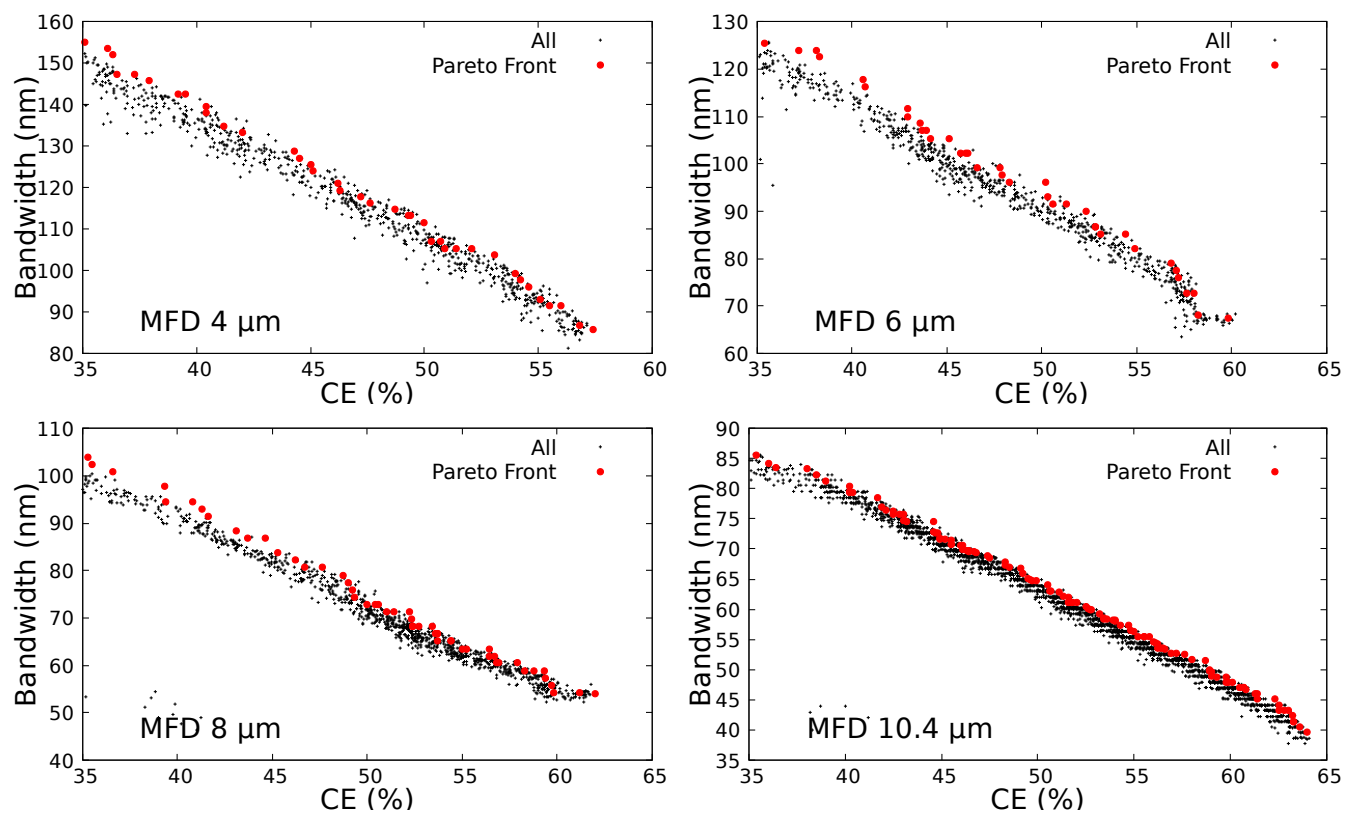 160
150
140
130
120
110
100
90
80
35 40 45 50 55 60
Bandwidth (nm)
CE (%)
All
Pareto Front
MFD 4 μm
130
120
110
100
90
80
70
60
35 40 45 50 55 60 65
Bandwidth (nm)
CE (%)
All
Pareto Front
MFD 6 μm
110
100
90
80
70
60
50
40
35 40 45 50 55 60 65
Bandwidth (nm)
CE (%)
All
Pareto Front
MFD 8 μm
90
85
80
75
70
65
60
55
50
45
40
35
35 40 45 50 55 60 65
Bandwidth (nm)
CE (%)
All
Pareto Front
MFD 10.4 μm